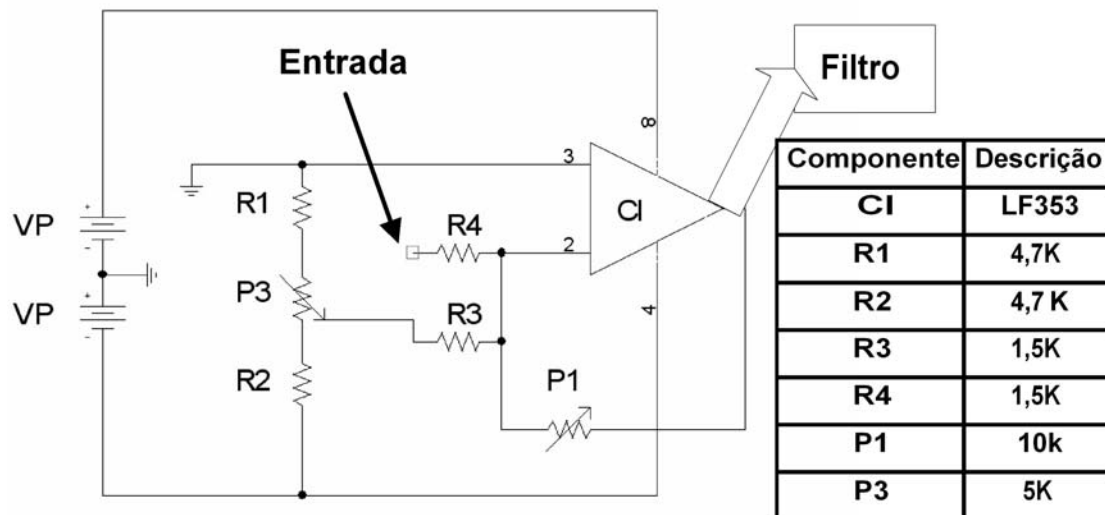 Entrada
Filtro
8
3
R1
CI
VP
+
-
R4
2
P3
VP
+
-
R3
4
R2
P1
Componente Descrição
CI LF353
R1 4,7K
R2 4,7 K
R3 1,5K
R4 1,5K
P1 10k
P3 5K